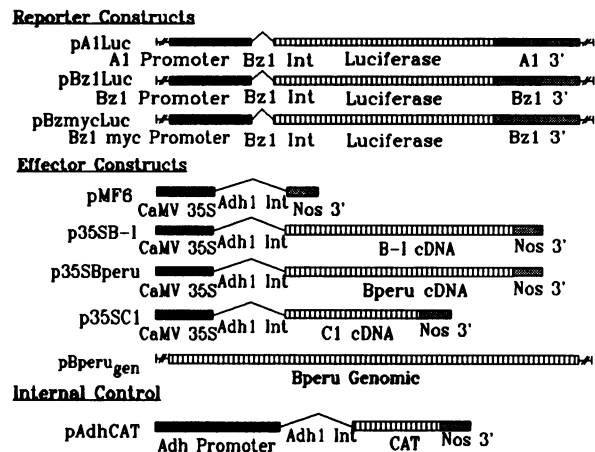 Reporter Constructs
pA1Luc
A1 Promoter Bz1 Int Luciferase A1 3'
pBz1Luc
Bz1 Promoter Bz1 Int Luciferase Bz1 3'
pBzmycLuc
Bz1 myc Promoter Bz1 Int Luciferase Bz1 3'
Effector Constructs
pMF6
CaMV 35S Adh1 Int Nos 3'
p35SB-I
CaMV 35S Adh1 Int B-I cDNA Nos 3'
p35SBperu
CaMV 35S Adh1 Int Bperu cDNA Nos 3'
p35SC1
CaMV 35S Adh1 Int C1 cDNA Nos 3'
pBperu gen
Bperu Genomic
Internal Control
pAdhCAT
Adh Promoter Adh1 Int CAT Nos 3'